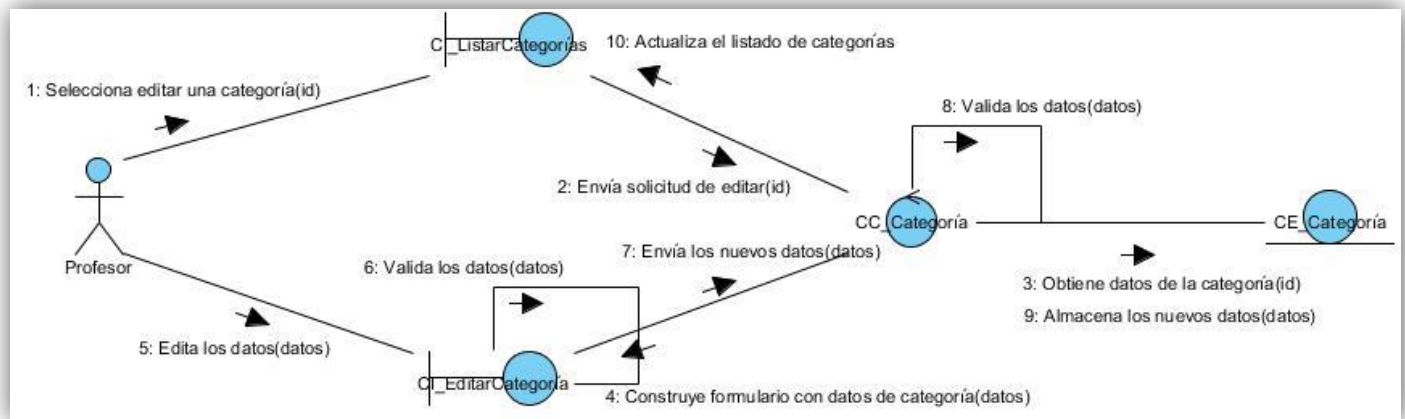 CI_ListarCategorías
10: Actualiza el listado de categorías
1: Selecciona editar una categoría(id)
8: Valida los datos(datos)
2: Envía solicitud de editar(id)
CC_Categoría
CE_Categoría
Profesor
6: Valida los datos(datos)
7: Envía los nuevos datos(datos)
3: Obtiene datos de la categoría(id)
9: Almacena los nuevos datos(datos)
5: Edita los datos(datos)
CI_EditarCategoría
4: Construye formulario con datos de categoría(datos)